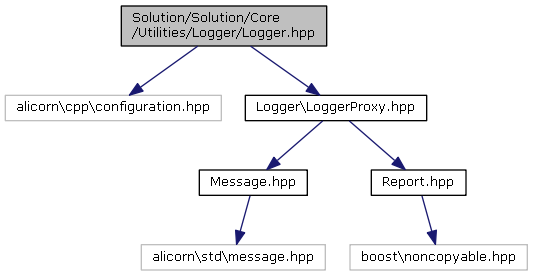 Solution/Solution/Core
/Utilities/Logger/Logger.hpp
alicorn\cpp\configuration.hpp
Logger\LoggerProxy.hpp
Message.hpp
Report.hpp
alicorn\std\message.hpp
boost\noncopyable.hpp